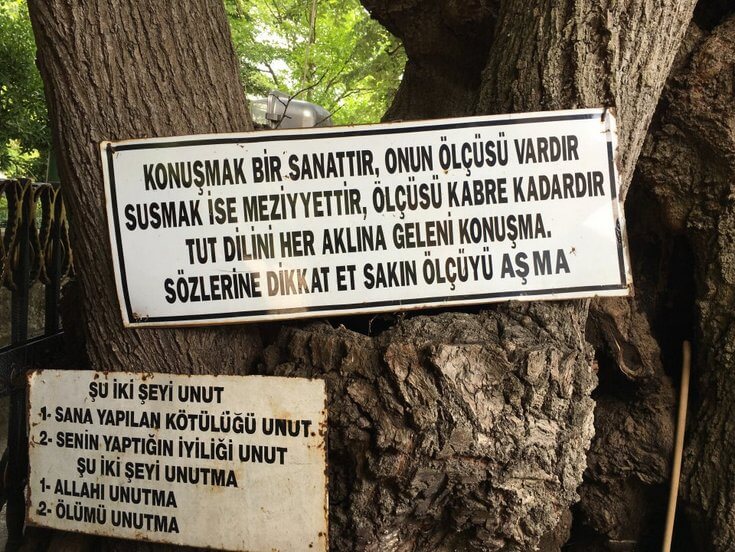 KONUŞMAK BİR SANATTIR, ONUN ÖLÇÜSÜ VARDIR
SUSMAK İSE MEZİYYETTİR, ÖLÇÜSÜ KABRE KADARDIR
TUT DİLİNİ HER AKLINA GELENİ KONUŞMA.
SÖZLERİNE DİKKAT ET SAKIN ÖLÇÜYÜ AŞMA
ŞU İKİ ŞEYİ UNUT
1- SANA YAPILAN KÖTÜLÜĞÜ UNUT.
2- SENİN YAPTIĞIN İYİLİĞİ UNUT
ŞU İKİ ŞEYİ UNUTMA
1- ALLAHI UNUTMA
2- ÖLÜMÜ UNUTMA